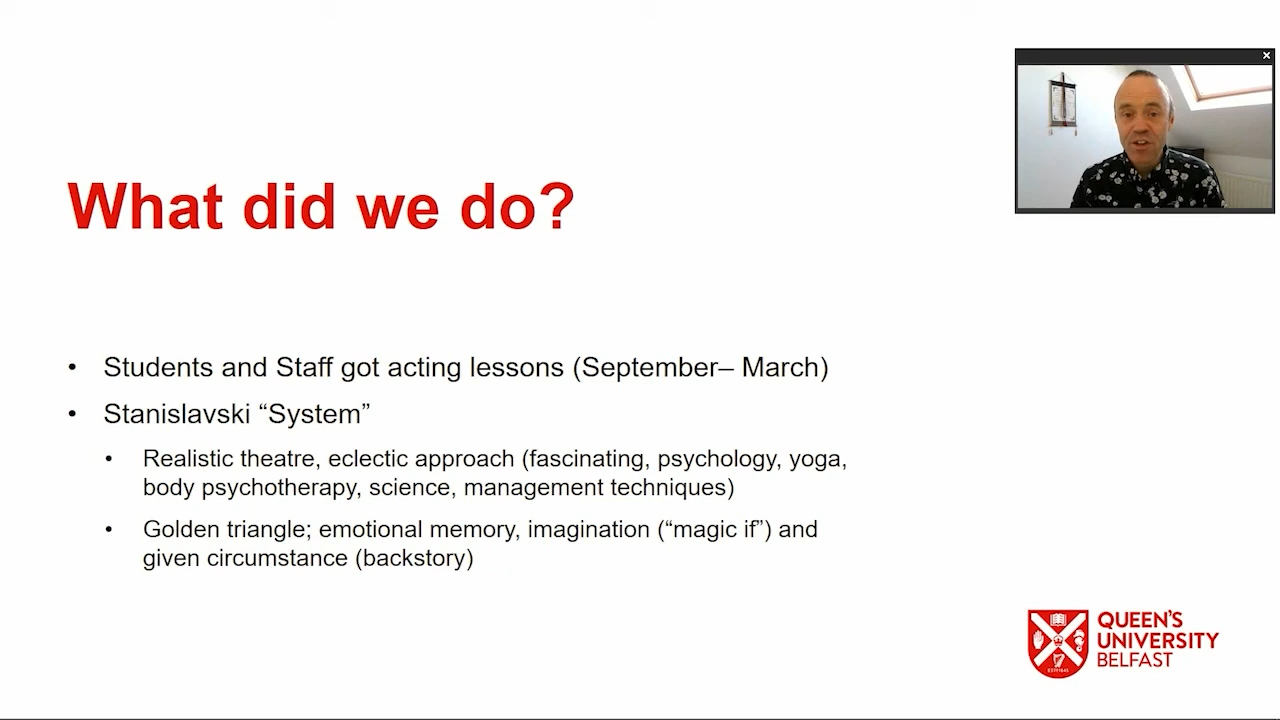 What did we do?
• Students and Staff got acting lessons (September– March)
• Stanislavski “System”
• Realistic theatre, eclectic approach (fascinating, psychology, yoga,
body psychotherapy, science, management techniques)
• Golden triangle; emotional memory, imagination (“magic if”) and
given circumstance (backstory)
QUEEN'S
UNIVERSITY
BELFAST